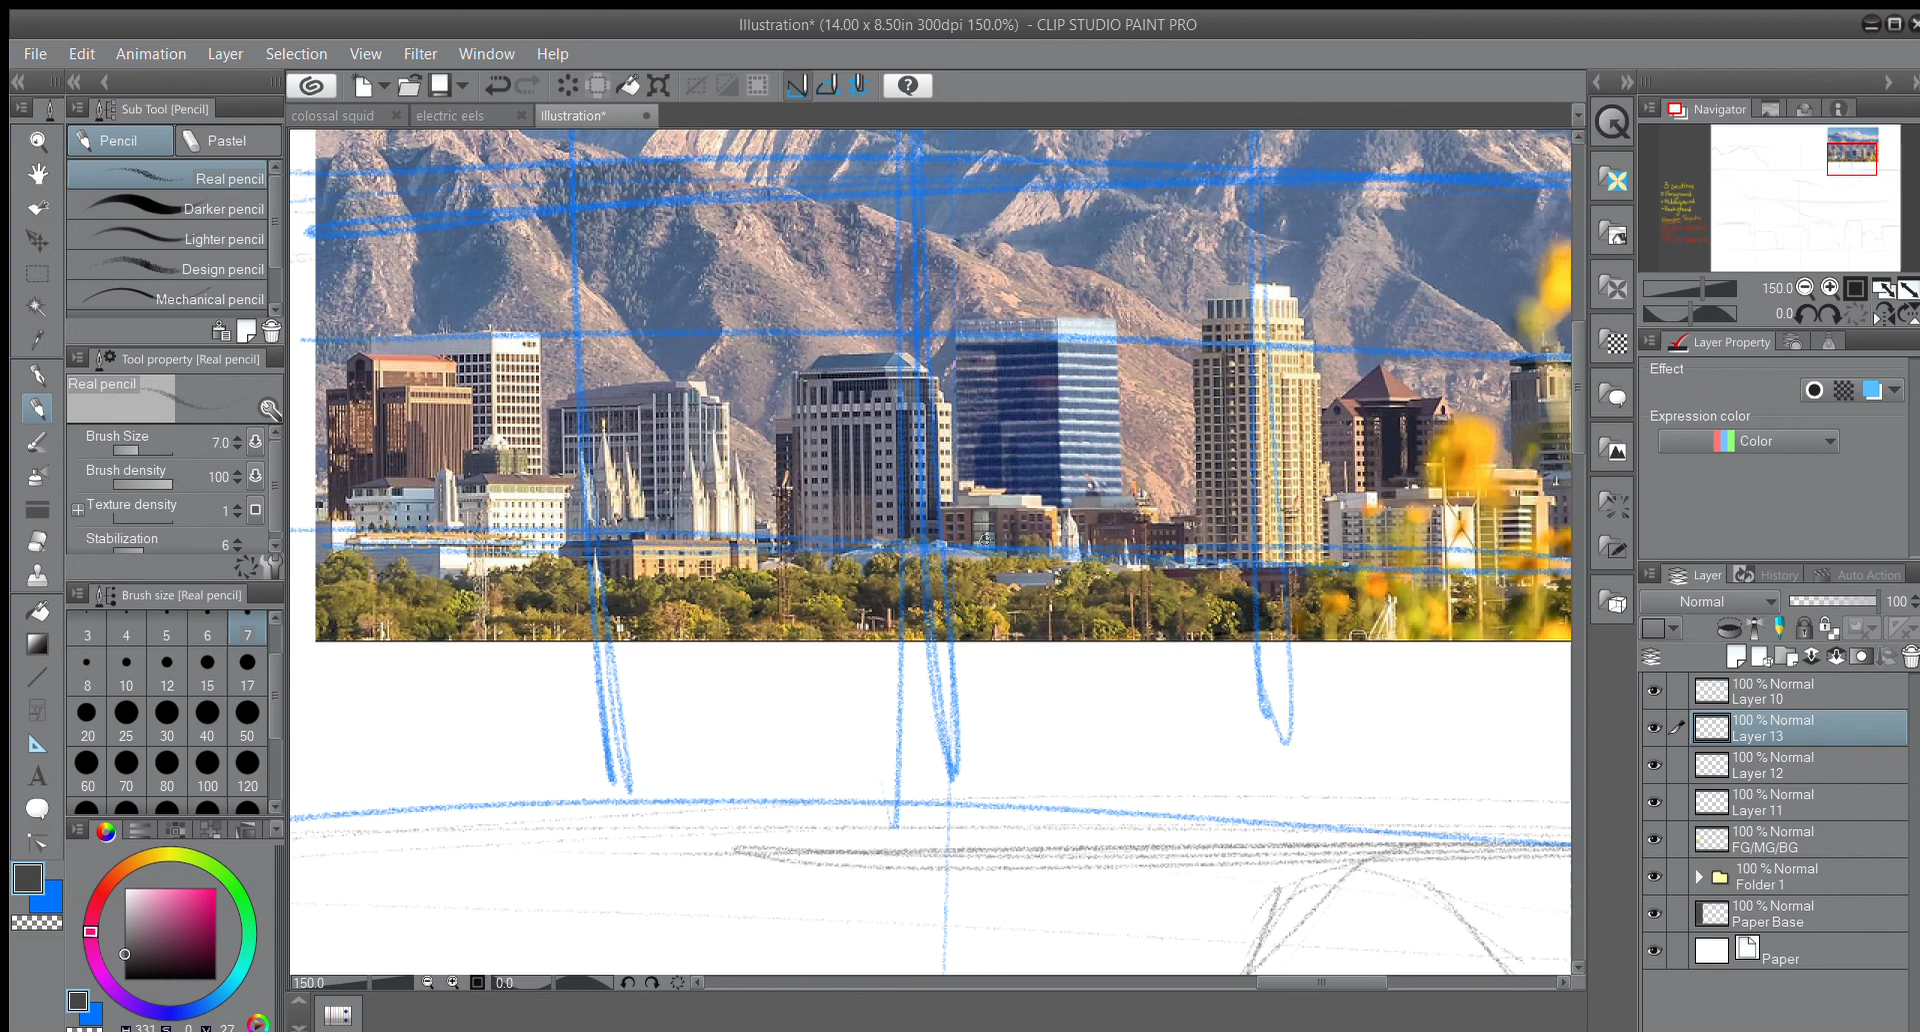 Illustration* (14.00 x 8.50in 300dpi 150.0%) - CLIP STUDIO PAINT PRO
File Edit Animation Layer Selection View Filter Window Help
Sub Tool [Pencil]
colossal squid
electric eels
Illustration*
Pencil
Pastel
Real pencil
Darker pencil
Lighter pencil
Design pencil
Mechanical pencil
Tool property [Real pencil]
Real pencil
Brush Size 7.0
Brush density 100
Texture density 1
Stabilization 6
Brush size [Real pencil]
3 4 5 6 7
8 10 12 15 17
20 25 30 40 50
60 70 80 100 120
H 331 S 0 V 27
150.0
0.0
Navigator
3 sections
150.0
0.0
Layer Property
Effect
Expression color
Color
Layer
History
Auto Action
Normal
100
100 % Normal
Layer 10
100 % Normal
Layer 13
100 % Normal
Layer 12
100 % Normal
Layer 11
100 % Normal
FG/MG/BG
100 % Normal
Folder 1
100 % Normal
Paper Base
Paper